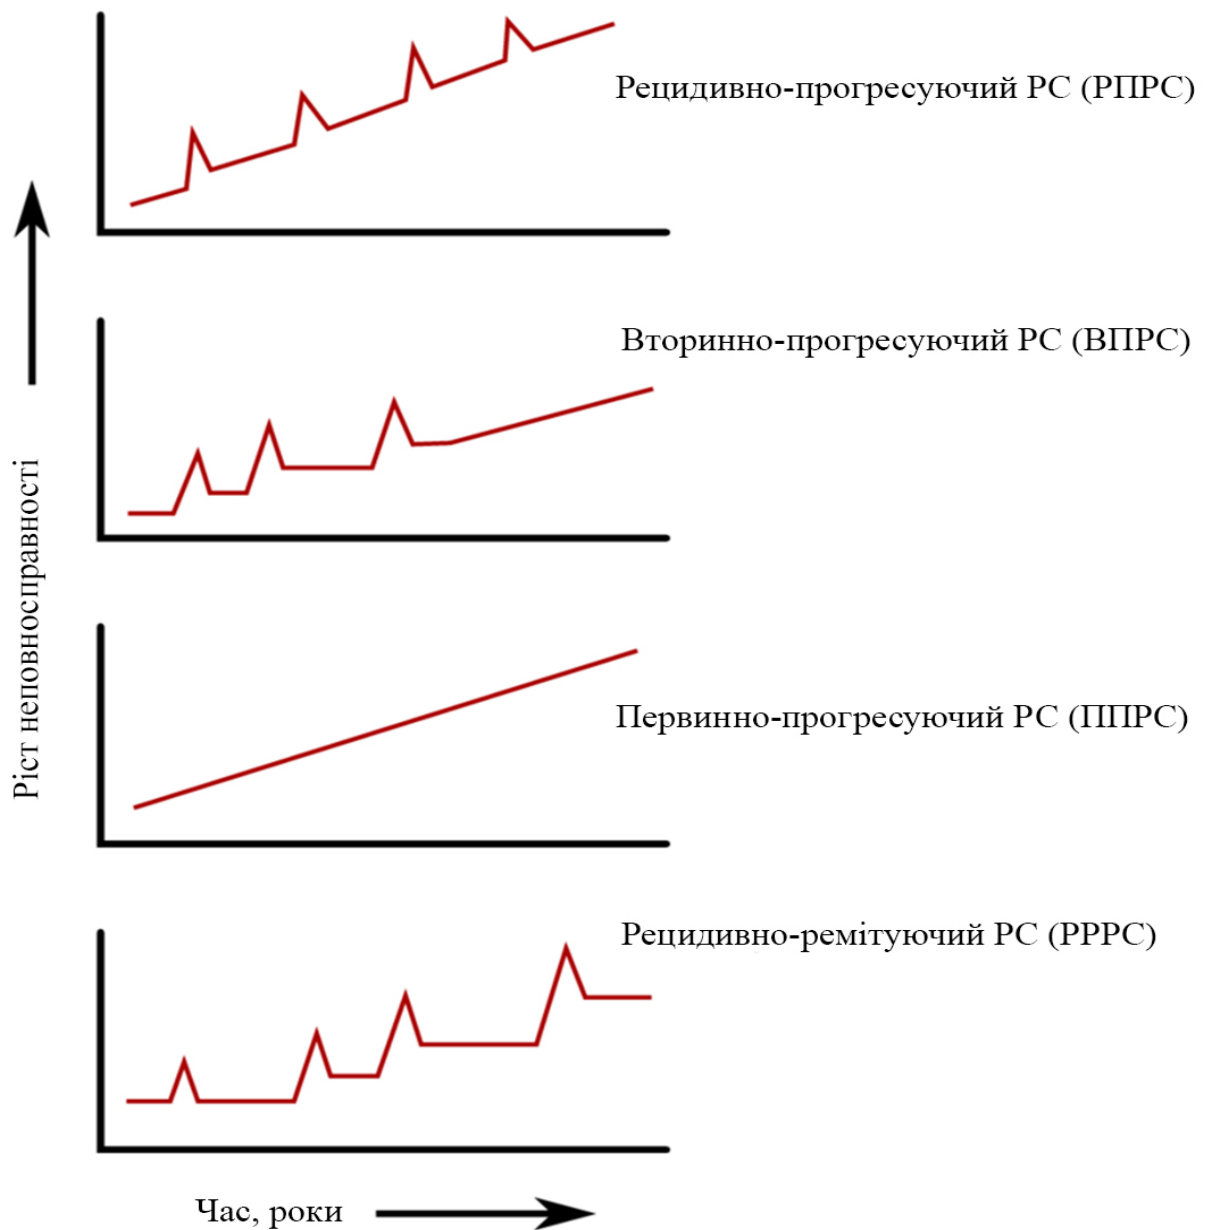 Рецидивно-прогресуючий РС (РПРС)
Вторинно-прогресуючий РС (ВПРС)
Ріст неповносправності
Первинно-прогресуючий РС (ППРС)
Рецидивно-ремітуючий РС (РРРС)
Час, роки